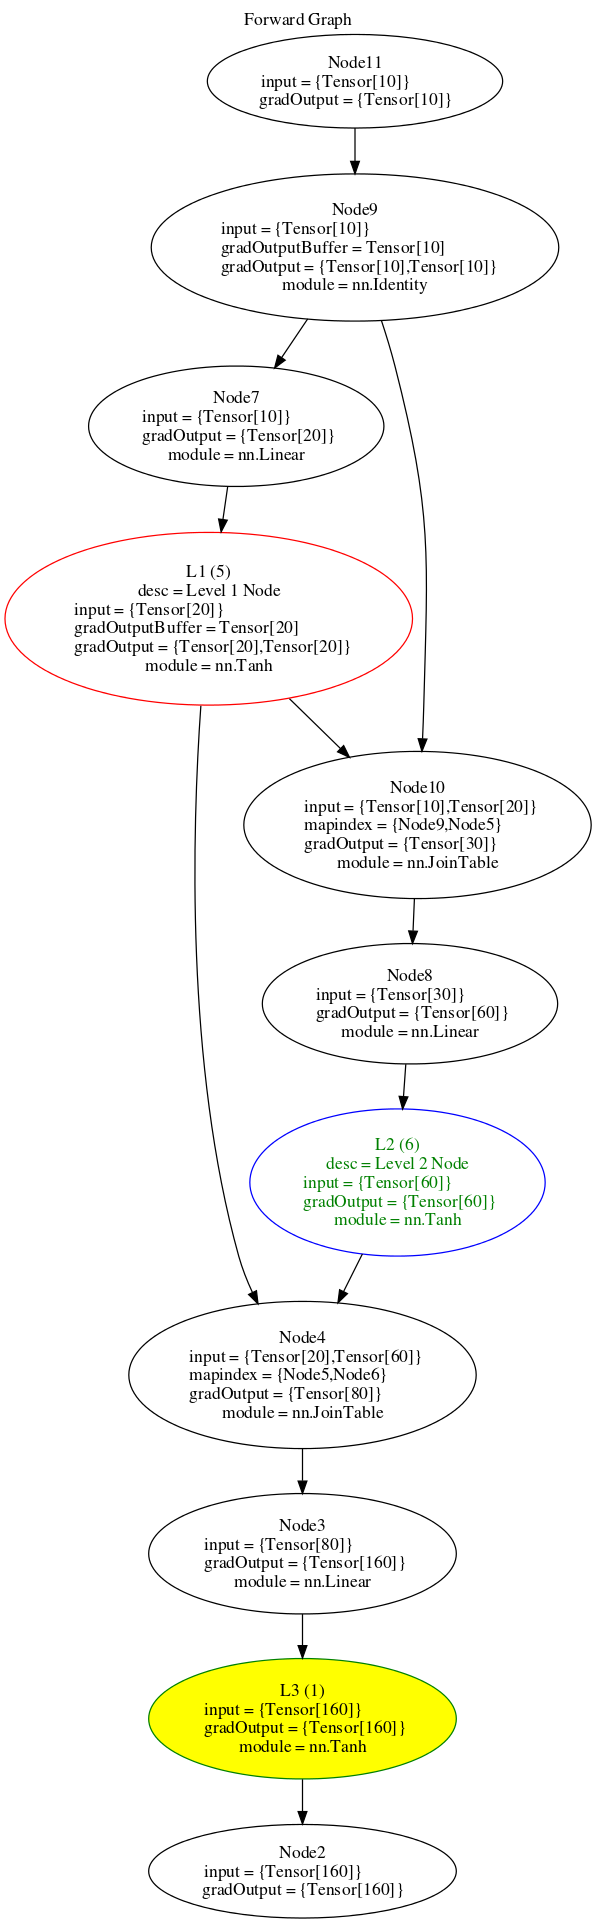 Forward Graph
Node11
input = {Tensor[10]}
gradOutput = {Tensor[10]}
Node9
input = {Tensor[10]}
gradOutputBuffer = Tensor[10]
gradOutput = {Tensor[10],Tensor[10]}
module = nn.Identity
Node7
input = {Tensor[10]}
gradOutput = {Tensor[20]}
module = nn.Linear
L1 (5)
desc = Level 1 Node
input = {Tensor[20]}
gradOutputBuffer = Tensor[20]
gradOutput = {Tensor[20],Tensor[20]}
module = nn.Tanh
Node10
input = {Tensor[10],Tensor[20]}
mapindex = {Node9,Node5}
gradOutput = {Tensor[30]}
module = nn.JoinTable
Node8
input = {Tensor[30]}
gradOutput = {Tensor[60]}
module = nn.Linear
L2 (6)
desc = Level 2 Node
input = {Tensor[60]}
gradOutput = {Tensor[60]}
module = nn.Tanh
Node4
input = {Tensor[20],Tensor[60]}
mapindex = {Node5,Node6}
gradOutput = {Tensor[80]}
module = nn.JoinTable
Node3
input = {Tensor[80]}
gradOutput = {Tensor[160]}
module = nn.Linear
L3 (1)
input = {Tensor[160]}
gradOutput = {Tensor[160]}
module = nn.Tanh
Node2
input = {Tensor[160]}
gradOutput = {Tensor[160]}